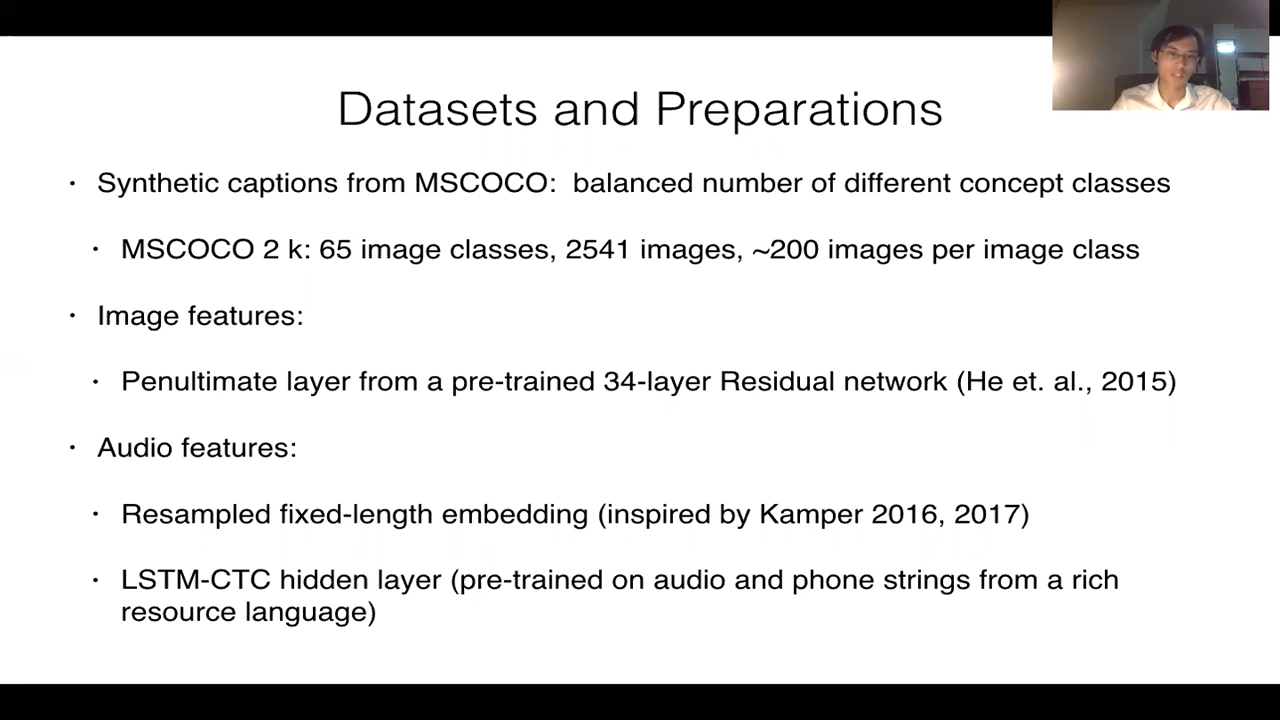 Datasets and Preparations
· Synthetic captions from MSCOCO:  balanced number of different concept classes
· MSCOCO 2 k: 65 image classes, 2541 images, ~200 images per image class
· Image features:
· Penultimate layer from a pre-trained 34-layer Residual network (He et. al., 2015)
· Audio features:
· Resampled fixed-length embedding (inspired by Kamper 2016, 2017)
· LSTM-CTC hidden layer (pre-trained on audio and phone strings from a rich
resource language)